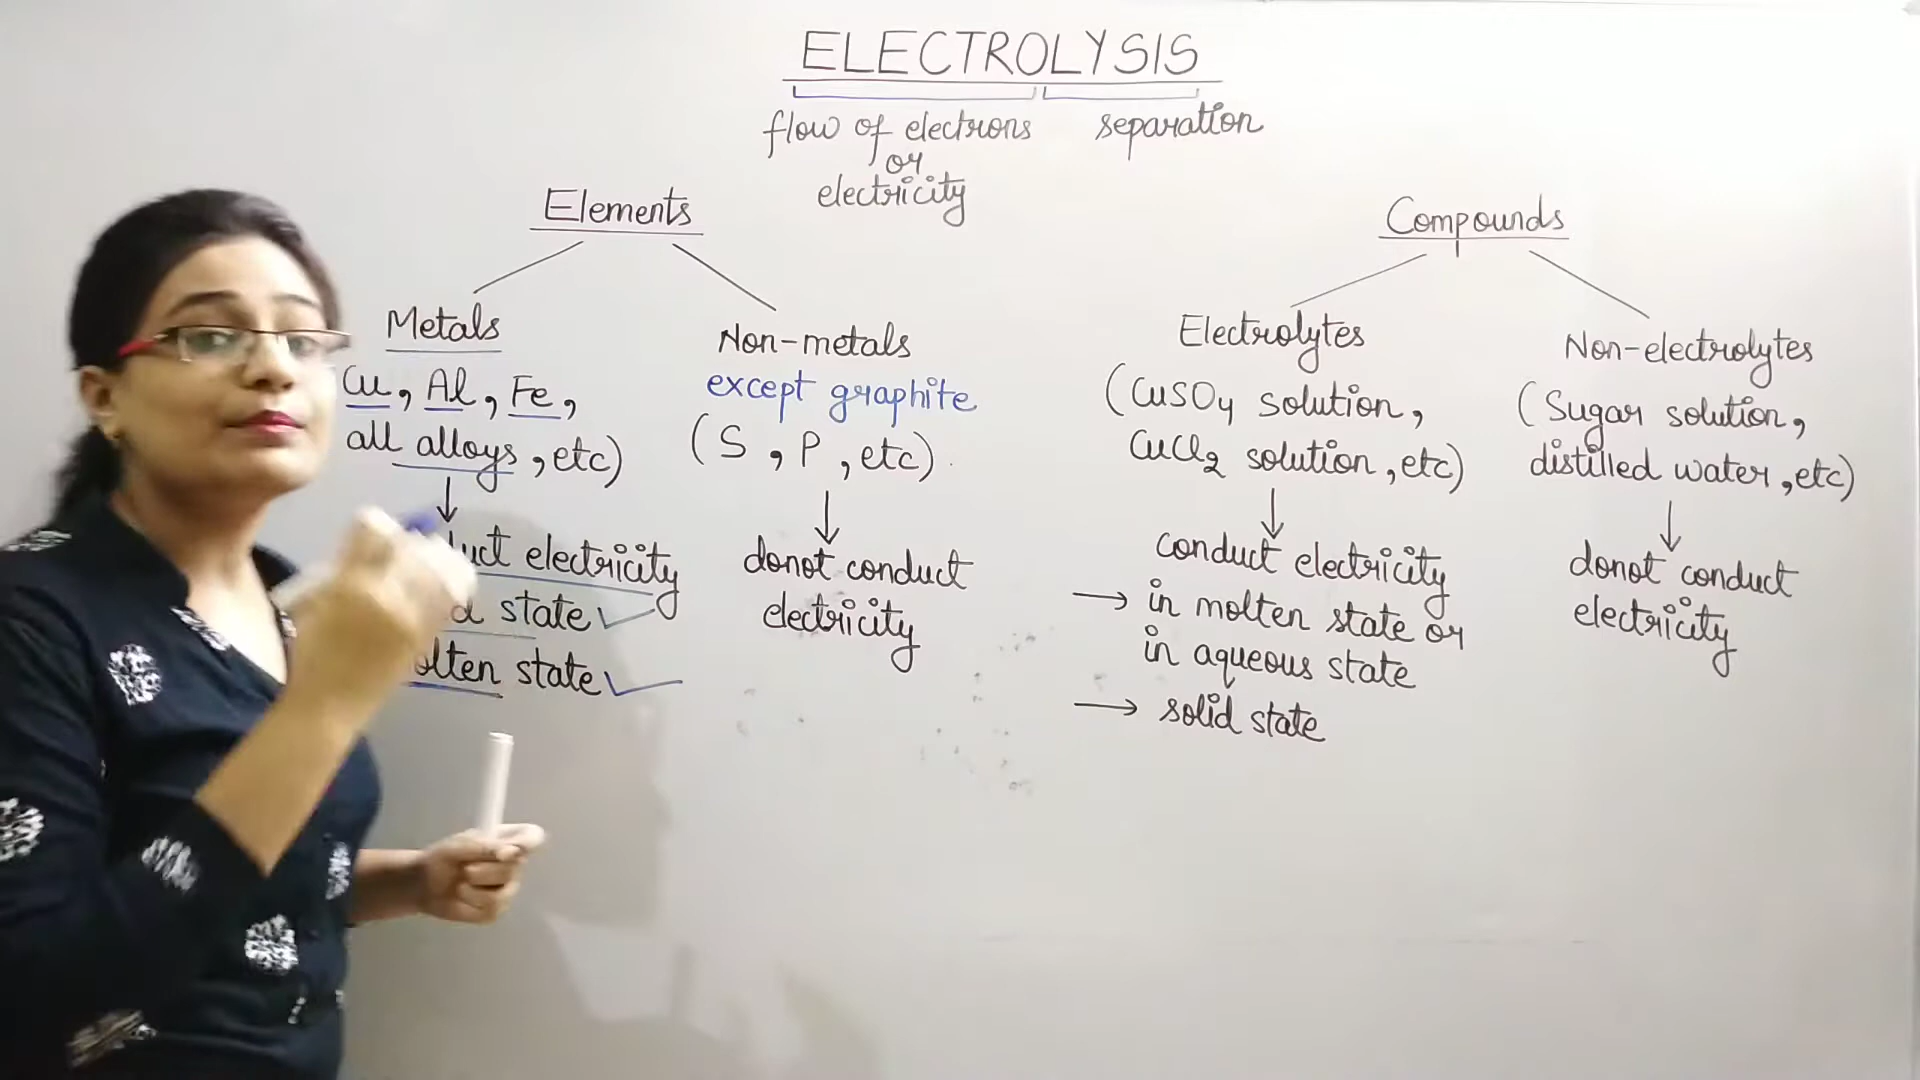 ELECTROLYSIS
flow of electrons
or
electricity
separation
Elements
Metals
Cu, Al, Fe,
all alloys, etc)
electricity
state
state
Non-metals
except graphite
(S, P, etc).
donot conduct
electricity
Compounds
Electrolytes
(CuSO4 solution,
CuCl2 solution, etc)
conduct electricity
→ in molten state or
in aqueous state
→ solid state
Non-electrolytes
(Sugar solution,
distilled water, etc)
donot conduct
electricity